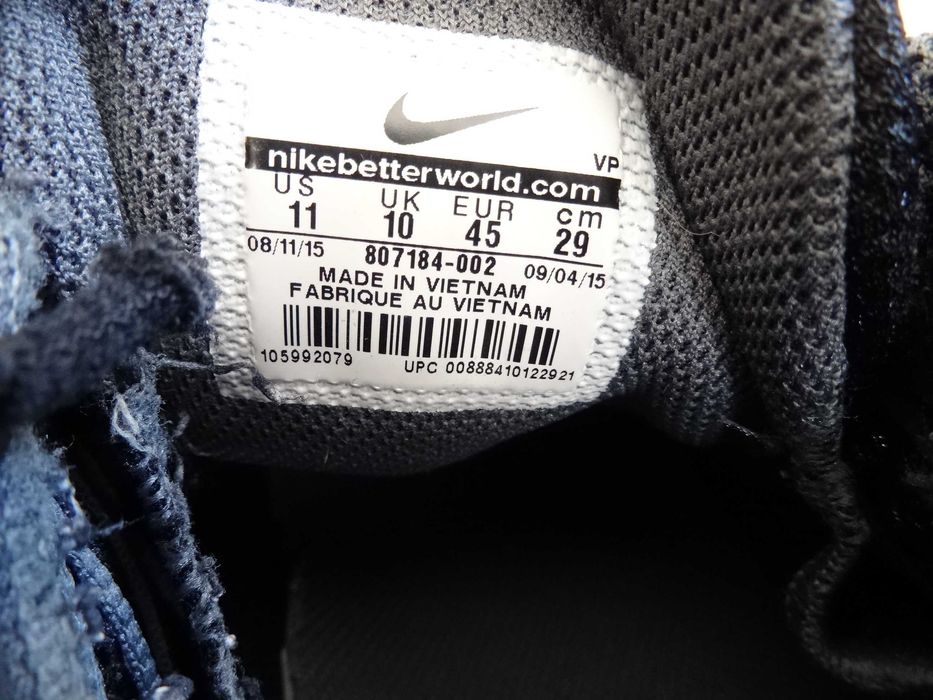 VP
nikebetterworld.com
US UK EUR cm
11 10 45 29
08/11/15 807184-002 09/04/15
MADE IN VIETNAM
FABRIQUE AU VIETNAM
105992079 UPC 00888410122921